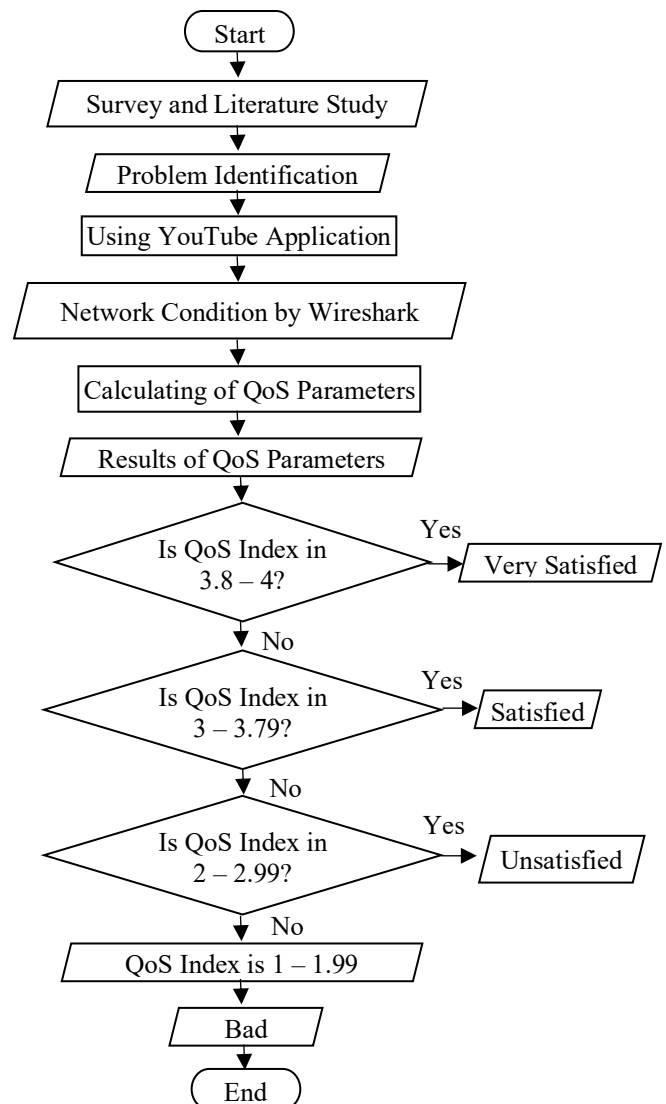 Start
Survey and Literature Study
Problem Identification
Using YouTube Application
Network Condition by Wireshark
Calculating of QoS Parameters
Results of QoS Parameters
Is QoS Index in
3.8 – 4?
Yes
Very Satisfied
No
Is QoS Index in
3 – 3.79?
Yes
Satisfied
No
Is QoS Index in
2 – 2.99?
Yes
Unsatisfied
No
QoS Index is 1 – 1.99
Bad
End